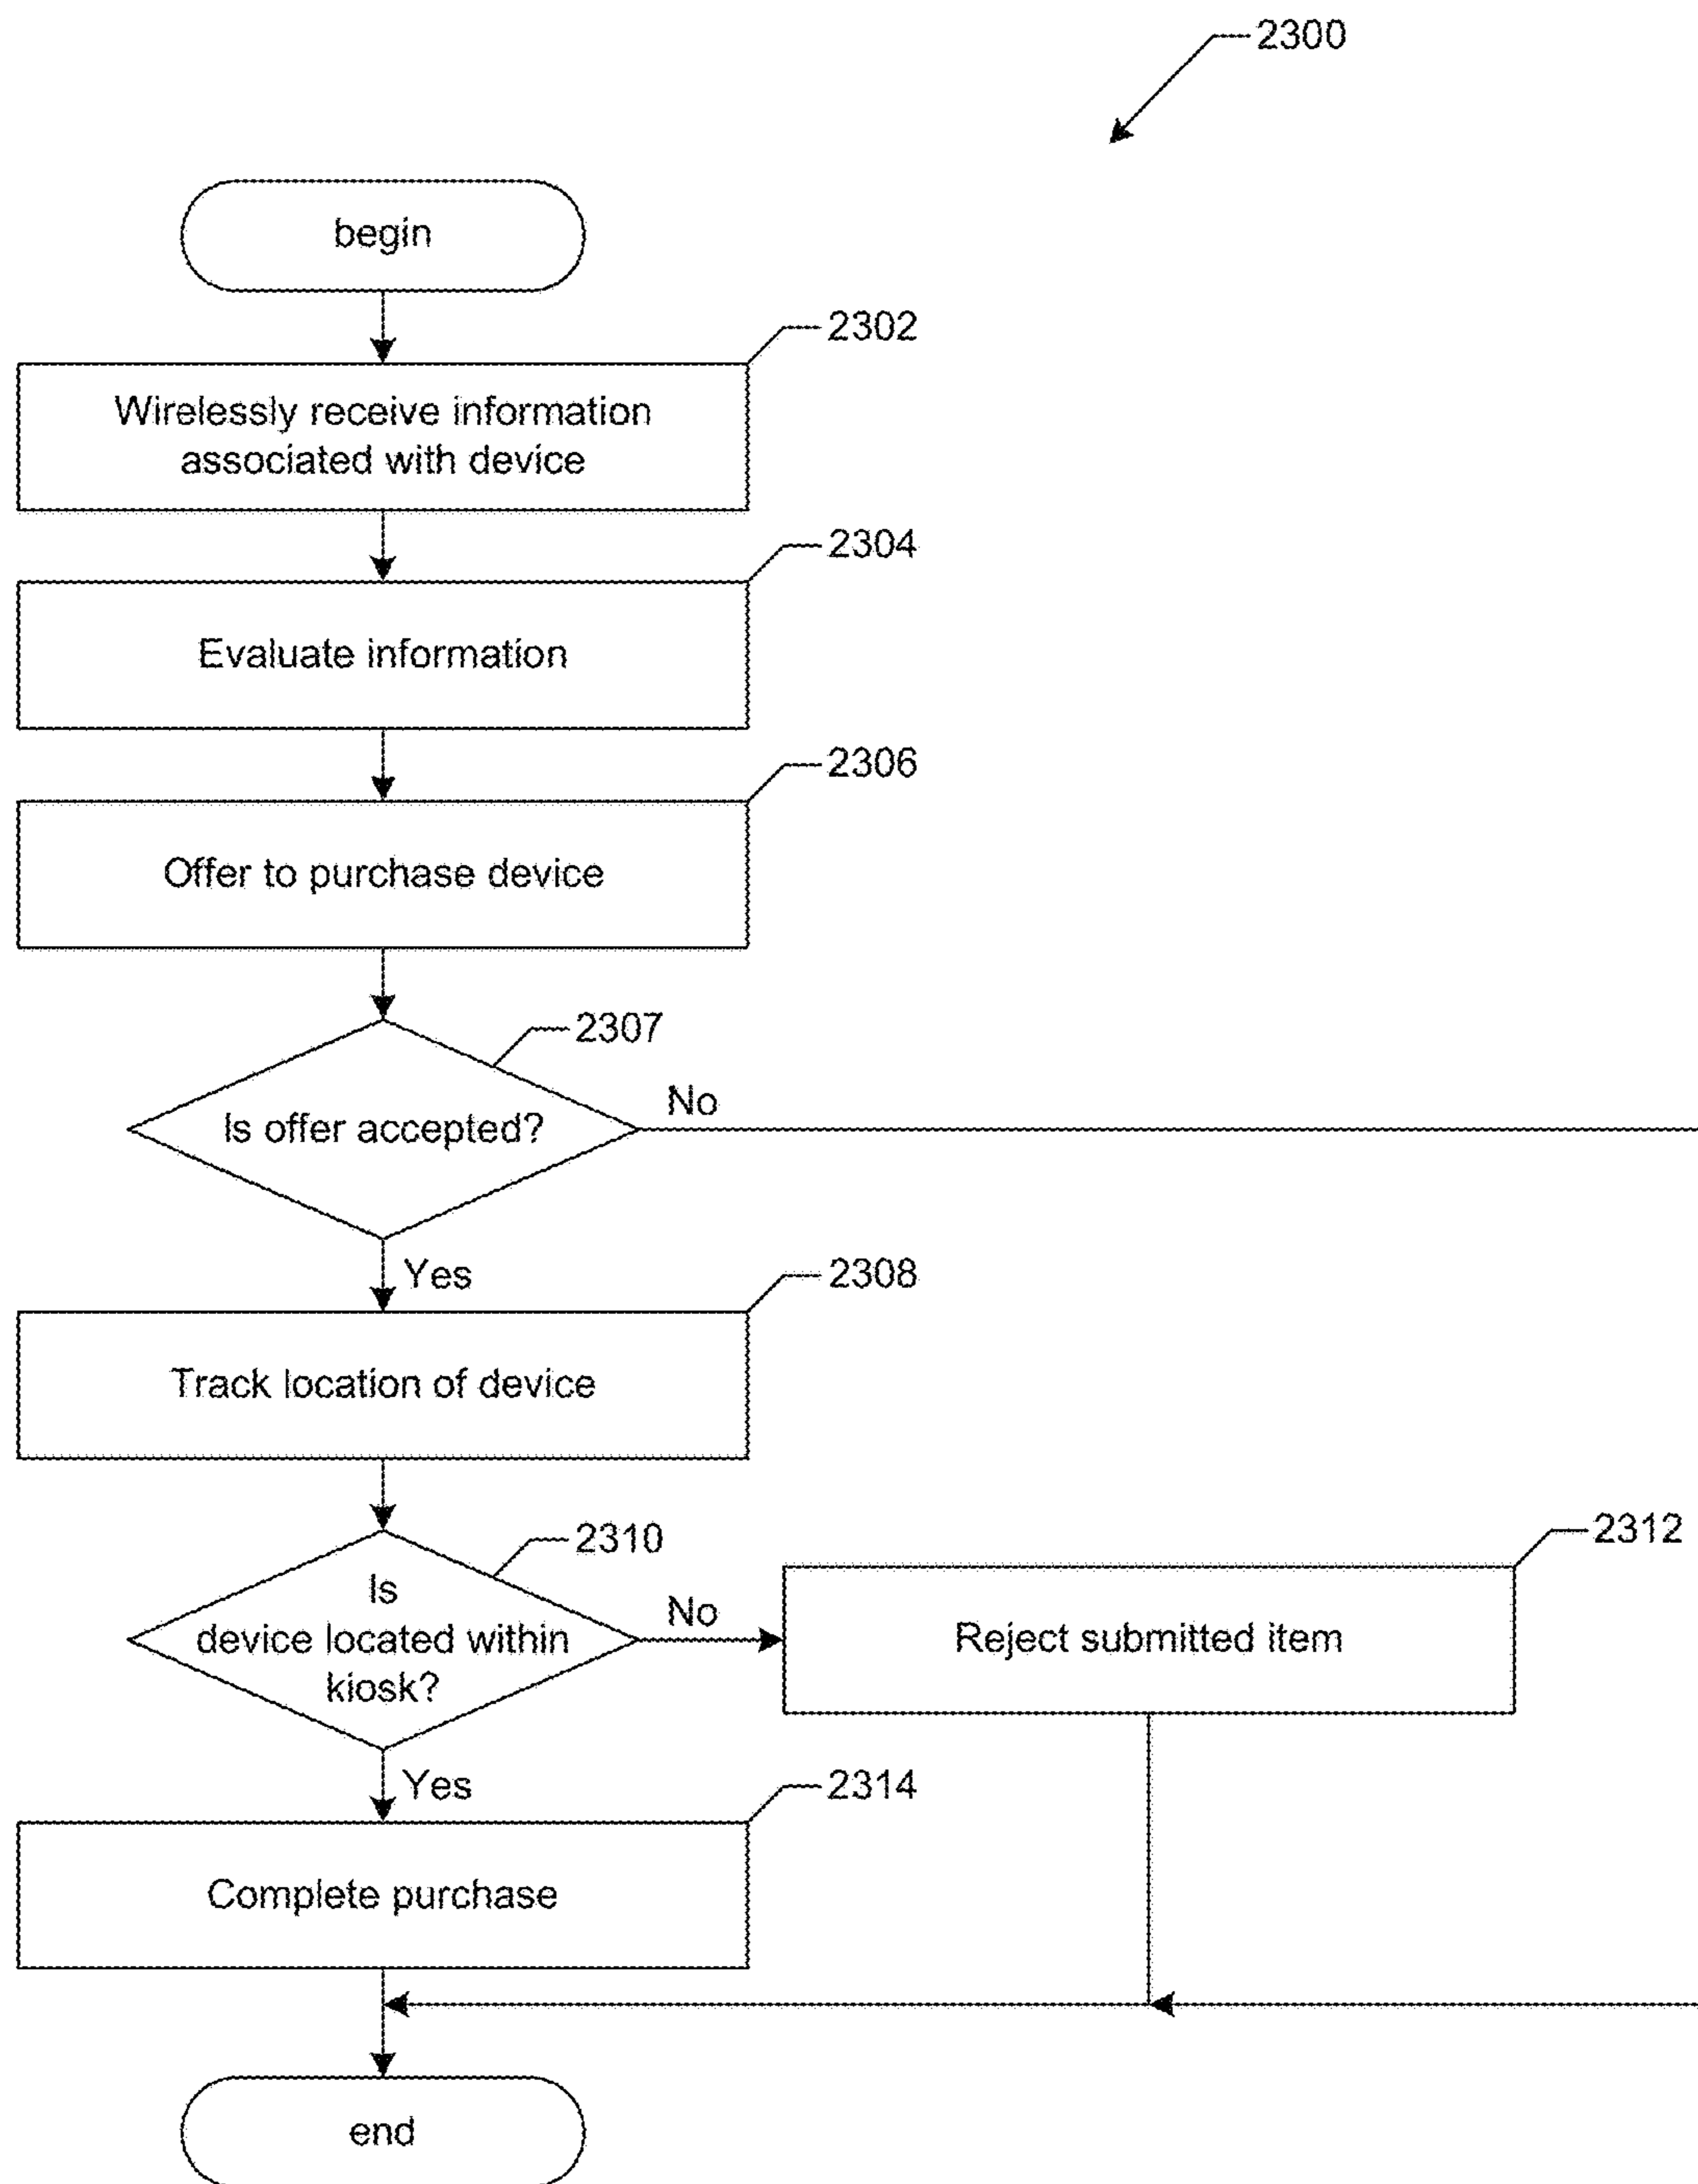 2300
begin
2302
Wirelessly receive information
associated with device
2304
Evaluate information
2306
Offer to purchase device
2307
Is offer accepted?
No
Yes
2308
Track location of device
2310
Is
device located within
kiosk?
No
2312
Reject submitted item
Yes
2314
Complete purchase
end